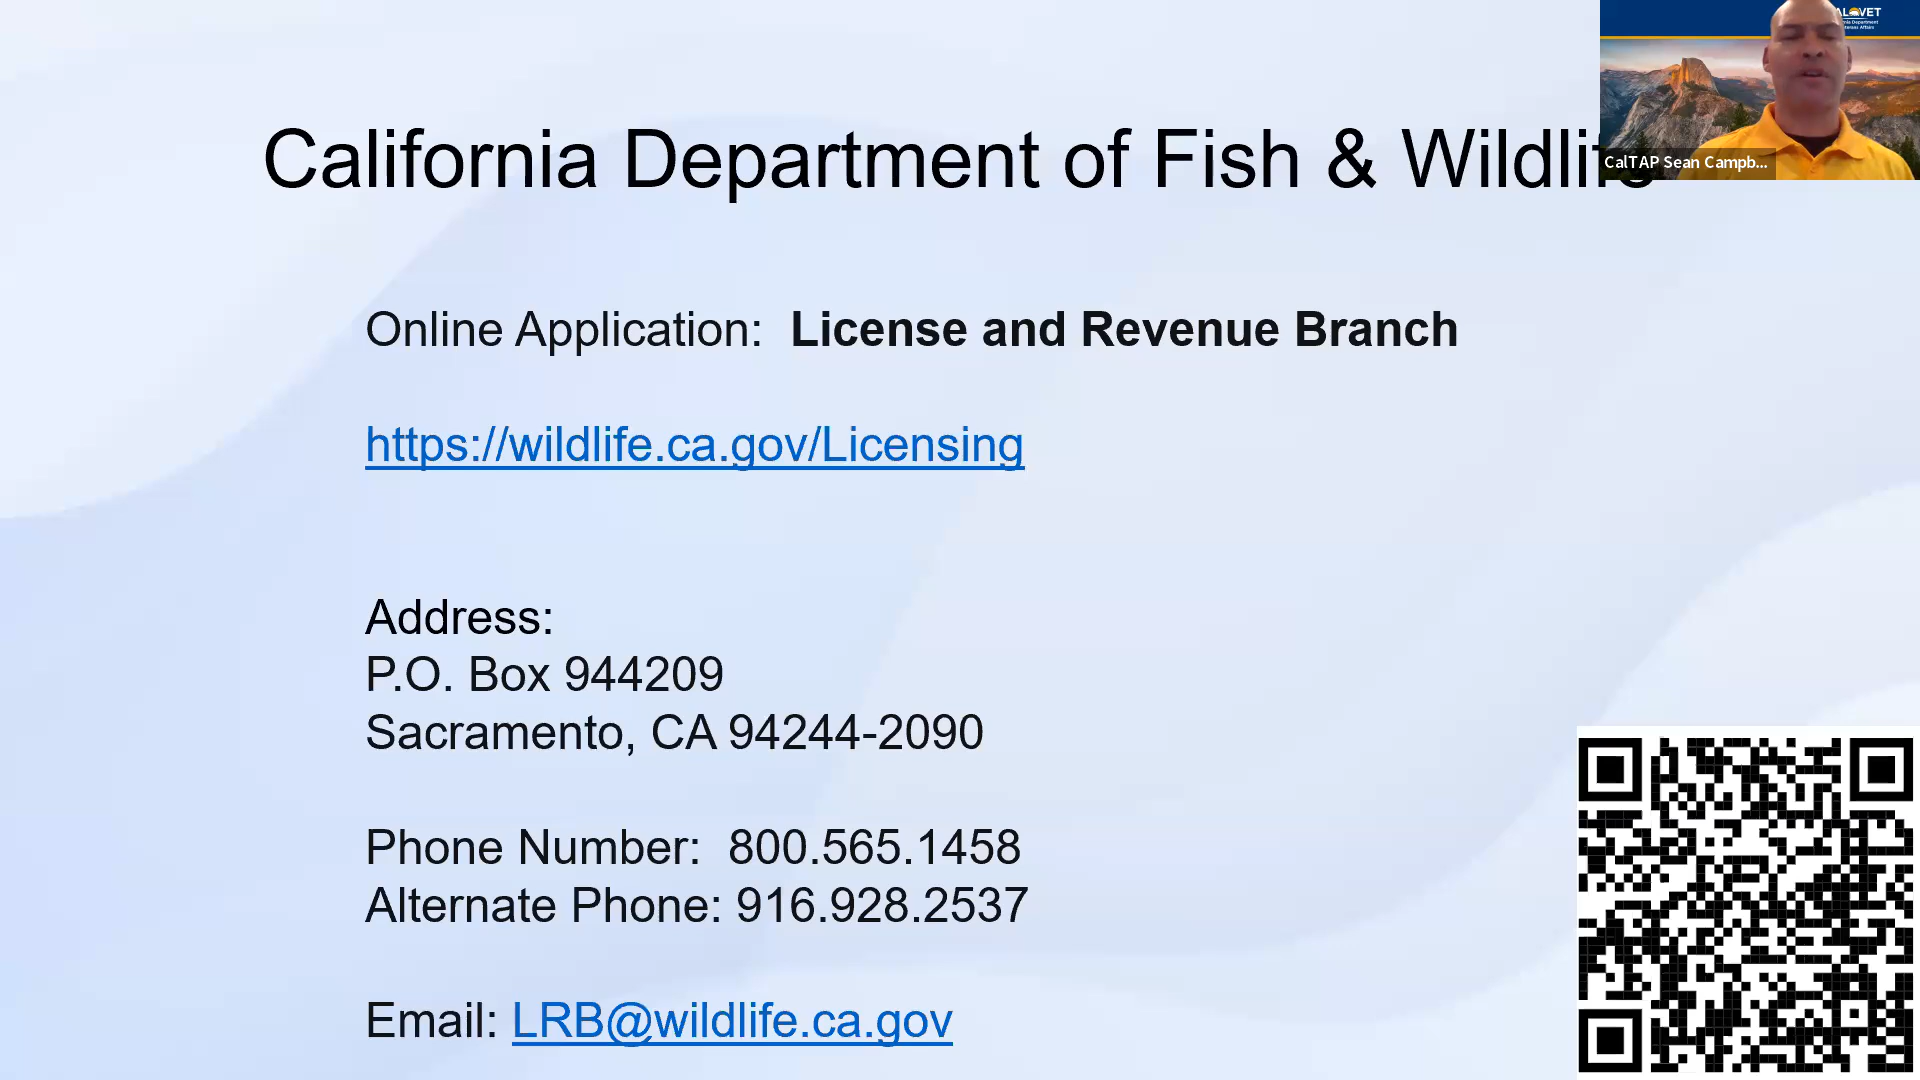 California Department of Fish & Wildlife
CalTAP Sean Campb...
Online Application: License and Revenue Branch
https://wildlife.ca.gov/Licensing
Address:
P.O. Box 944209
Sacramento, CA 94244-2090
Phone Number: 800.565.1458
Alternate Phone: 916.928.2537
Email: LRB@wildlife.ca.gov